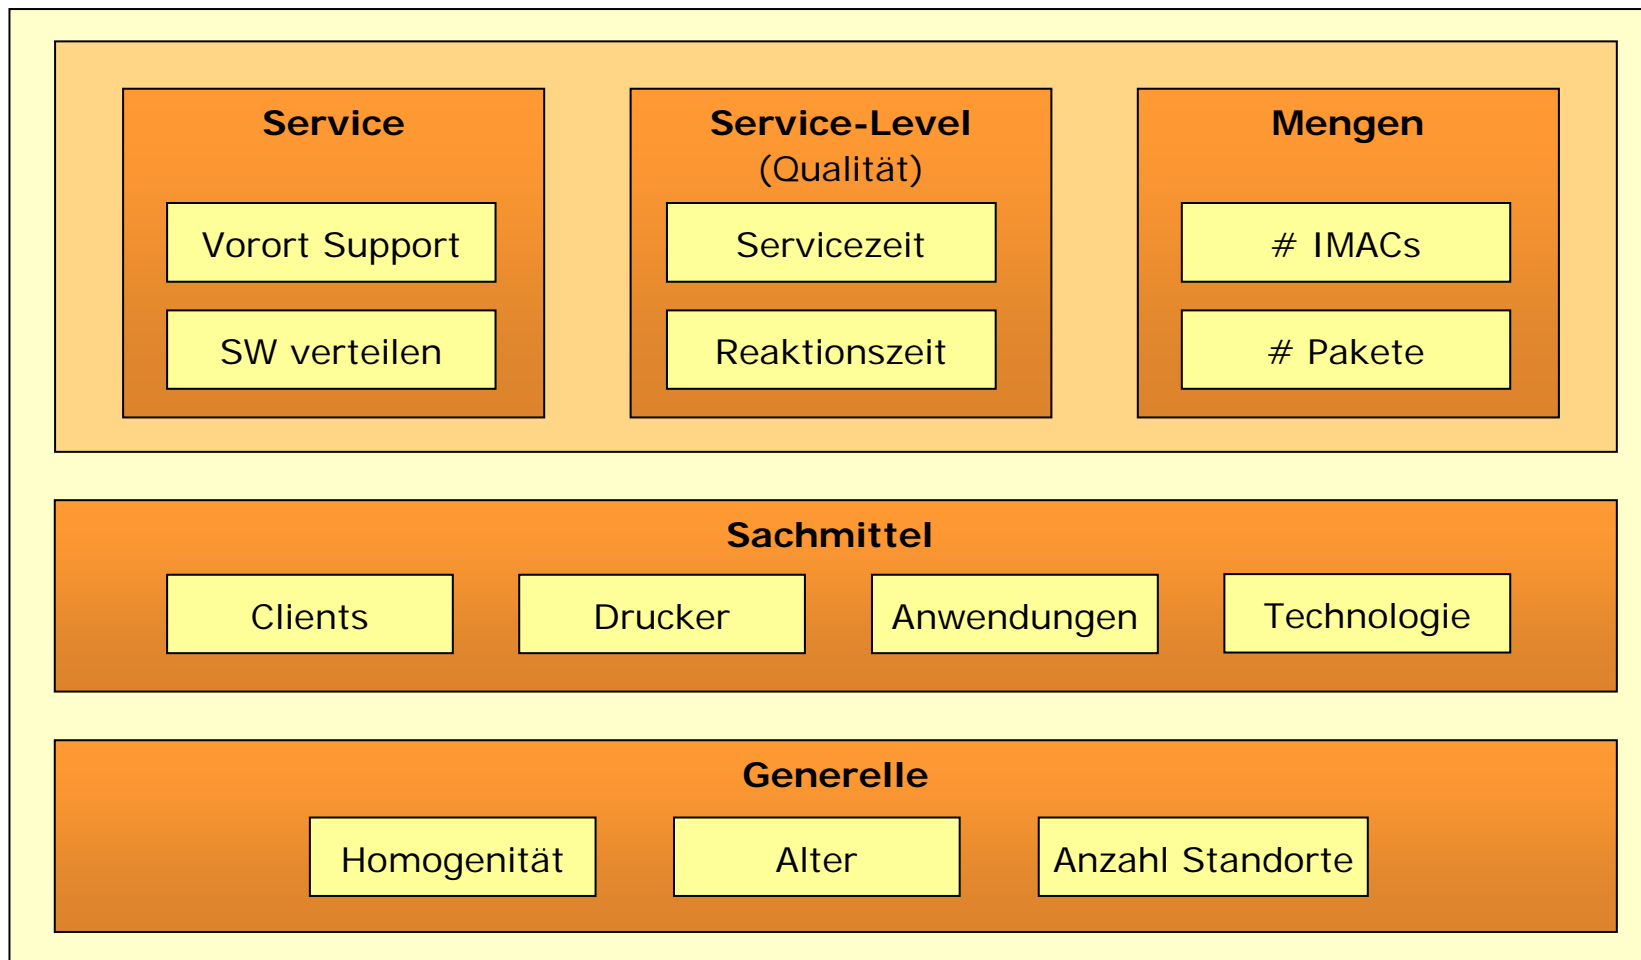 Service
Service-Level
(Qualität)
Mengen
Vorort Support
Servicezeit
# IMACs
SW verteilen
Reaktionszeit
# Pakete
Sachmittel
Clients
Drucker
Anwendungen
Technologie
Generelle
Homogenität
Alter
Anzahl Standorte